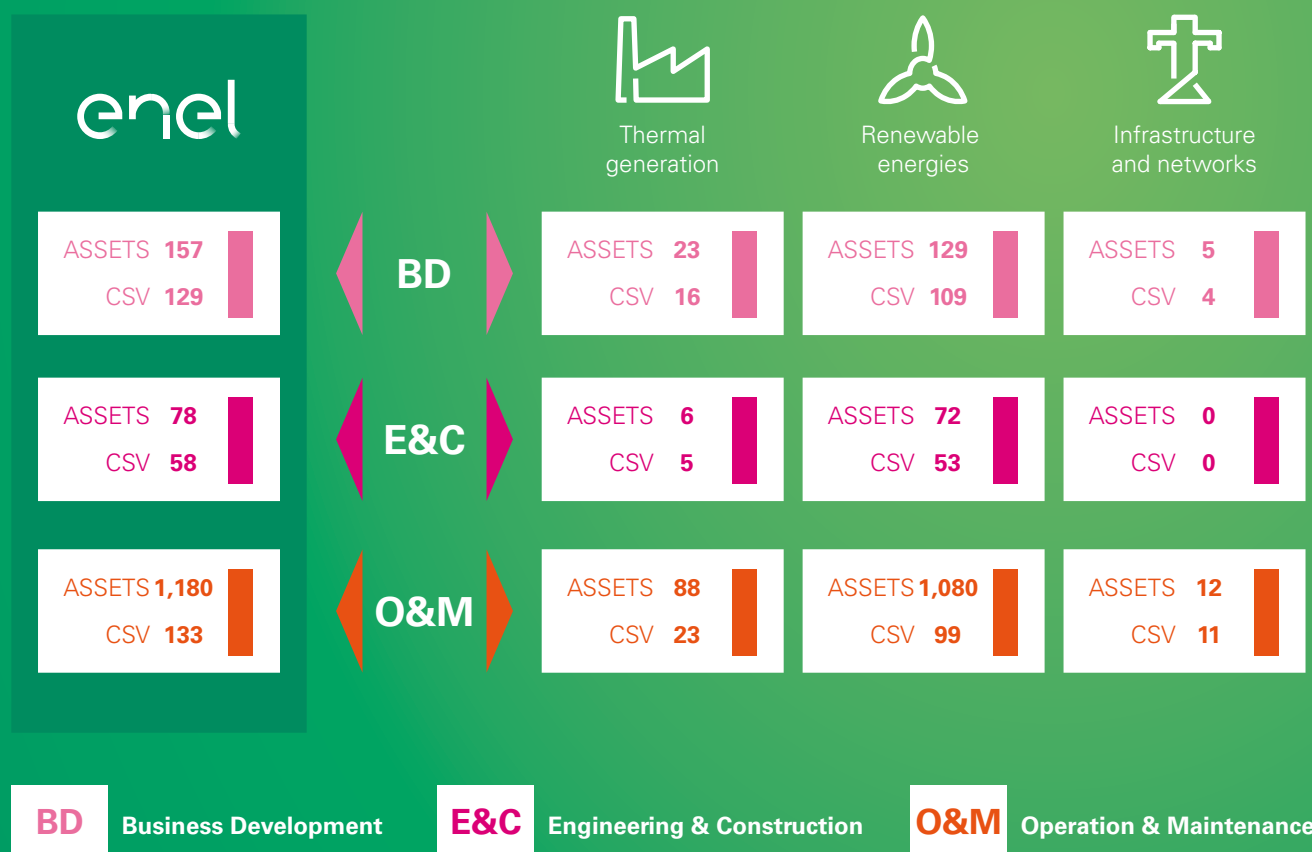 enel
Thermal
generation
Renewable
energies
Infrastructure
and networks
ASSETS 157
CSV 129
BD
ASSETS 23
CSV 16
ASSETS 129
CSV 109
ASSETS 5
CSV 4
ASSETS 78
CSV 58
E&C
ASSETS 6
CSV 5
ASSETS 72
CSV 53
ASSETS 0
CSV 0
ASSETS 1,180
CSV 133
O&M
ASSETS 88
CSV 23
ASSETS 1,080
CSV 99
ASSETS 12
CSV 11
BD Business Development
E&C Engineering & Construction
O&M Operation & Maintenance